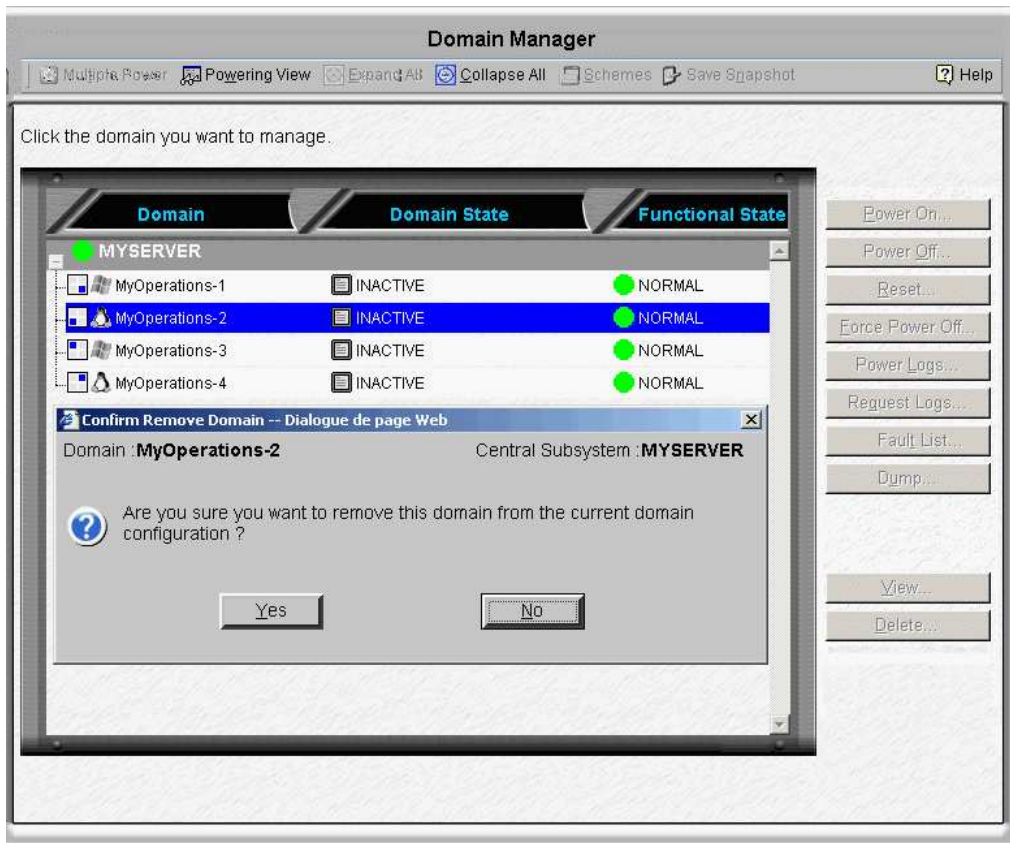 Domain Manager
Multiple Power Powering View Expand All Collapse All Schemes Save Snapshot Help
Click the domain you want to manage.
Domain Domain State Functional State
MYSERVER
MyOperations-1 INACTIVE NORMAL
MyOperations-2 INACTIVE NORMAL
MyOperations-3 INACTIVE NORMAL
MyOperations-4 INACTIVE NORMAL
Confirm Remove Domain -- Dialogue de page Web
Domain :MyOperations-2 Central Subsystem :MYSERVER
Are you sure you want to remove this domain from the current domain
configuration ?
Yes No
Power On...
Power Off...
Reset...
Force Power Off...
Power Logs...
Request Logs...
Fault List...
Dump...
View...
Delete...